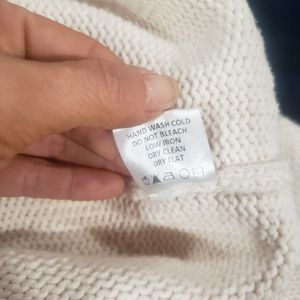 HAND WASH COLD
DO NOT BLEACH
LOW IRON
DRY CLEAN
DRY FLAT